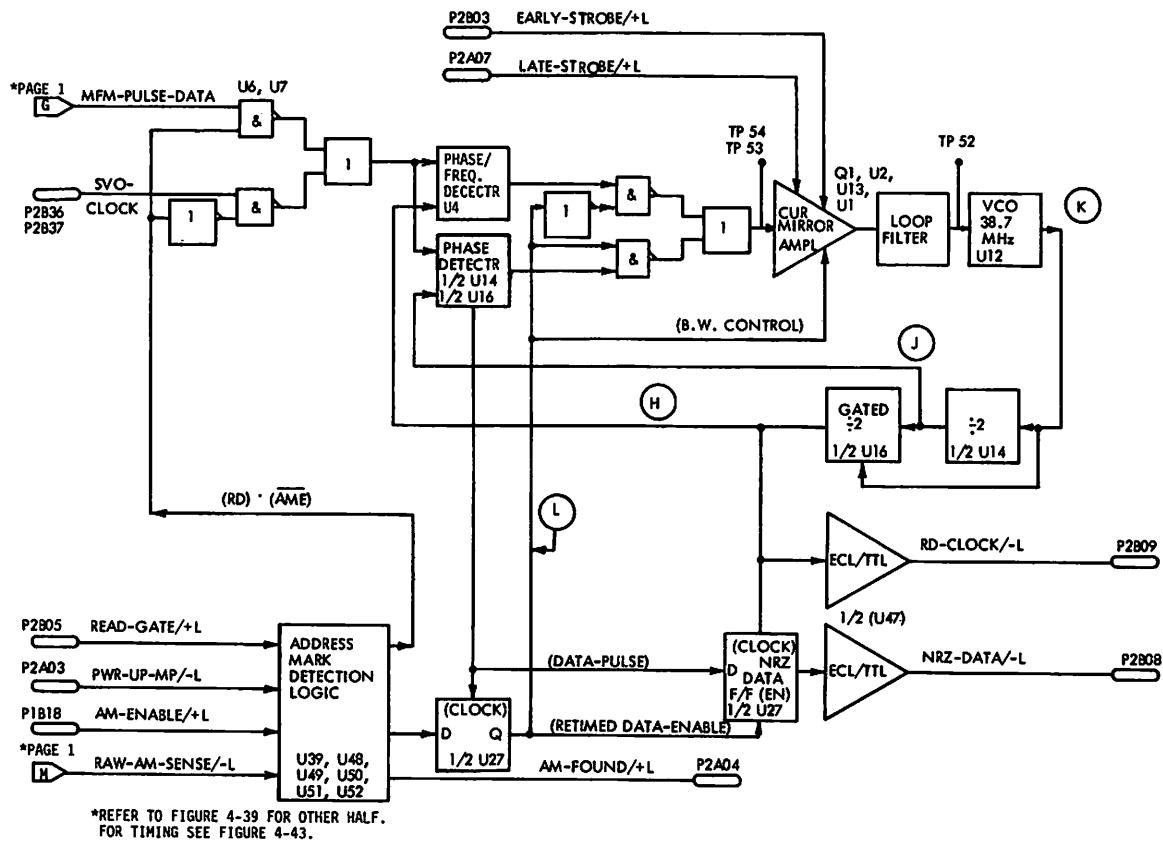 P2B03
EARLY-STROBE/+L
P2A07
LATE-STROBE/+L
*PAGE 1
G
MFM-PULSE-DATA
U6, U7
&
1
SVO-
CLOCK
P2B36
P2B37
1
&
PHASE/
FREQ.
DECECTR
U4
PHASE
DETECTR
1/2 U14
1/2 U16
1
&
&
1
TP 54
TP 53
CUR
MIRROR
AMPL
Q1, U2,
U13,
U1
LOOP
FILTER
TP 52
VCO
38.7
MHz
U12
K
(B.W. CONTROL)
J
H
GATED
÷2
1/2 U16
÷2
1/2 U14
(RD) · (AME)
L
ECL/TTL
RD-CLOCK/-L
P2B09
1/2 (U47)
P2B05
READ-GATE/+L
P2A03
PWR-UP-MP/-L
P1B18
AM-ENABLE/+L
*PAGE 1
M
RAW-AM-SENSE/-L
ADDRESS
MARK
DETECTION
LOGIC
U39, U48,
U49, U50,
U51, U52
(DATA-PULSE)
(CLOCK)
D NRZ
DATA
F/F (EN)
1/2 U27
ECL/TTL
NRZ-DATA/-L
P2B08
(CLOCK)
D Q
1/2 U27
(RETIMED DATA-ENABLE)
AM-FOUND/+L
P2A04
*REFER TO FIGURE 4-39 FOR OTHER HALF.
FOR TIMING SEE FIGURE 4-43.